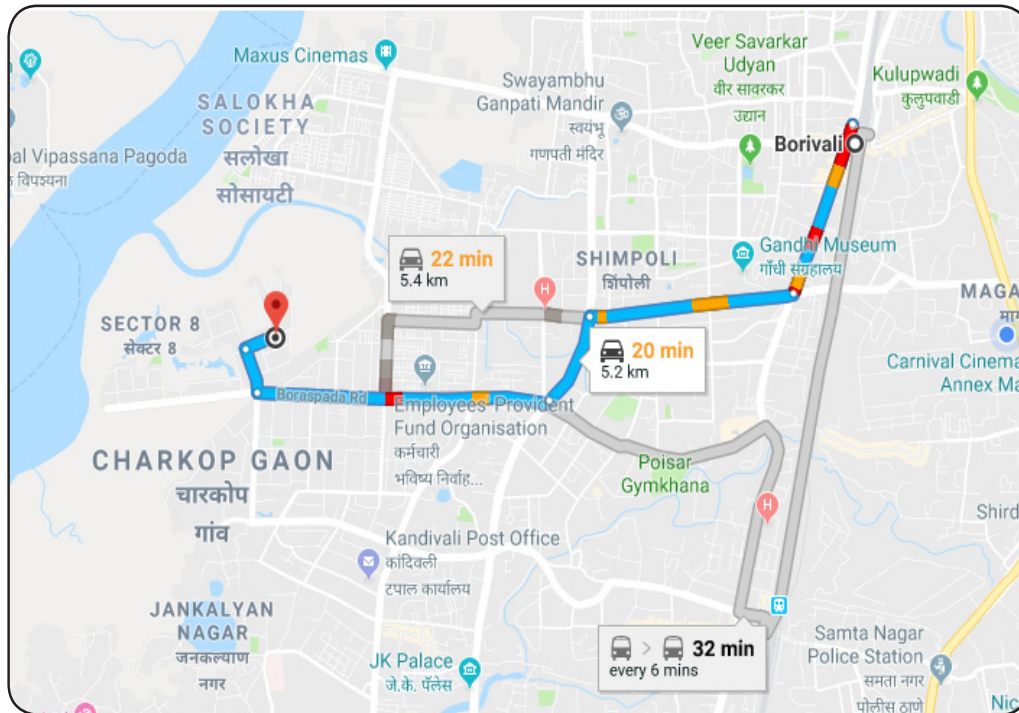 Maxus Cinemas
Veer Savarkar
Udyan
वीर सावरकर
उद्यान
Kulupwadi
कुलुपवाडी
Swayambhu
Ganpati Mandir
स्वयंभू
गणपती मंदिर
SALOKHA
SOCIETY
सलोखा
सोसायटी
Borivali
al Vipassana Pagoda
विपश्यना
22 min
5.4 km
SHIMPOLI
शिंपोली
Gandhi Museum
गाँधी संग्रहालय
MAGA
SECTOR 8
सेक्टर 8
20 min
5.2 km
Carnival Cinema
Annex Ma
Boraspada Rd
Employees' Provident
Fund Organisation
कर्मचारी
भविष्य निर्वाह...
CHARKOP GAON
चारकोप
गांव
Poisar
Gymkhana
H
H
Shird
Kandivali Post Office
कांदिवली
टपाल कार्यालय
JANKALYAN
NAGAR
जनकल्याण
नगर
32 min
every 6 mins
Samta Nagar
Police Station
समता नगर
पोलीस ठाणे
JK Palace
जे.के. पॅलेस
Nic